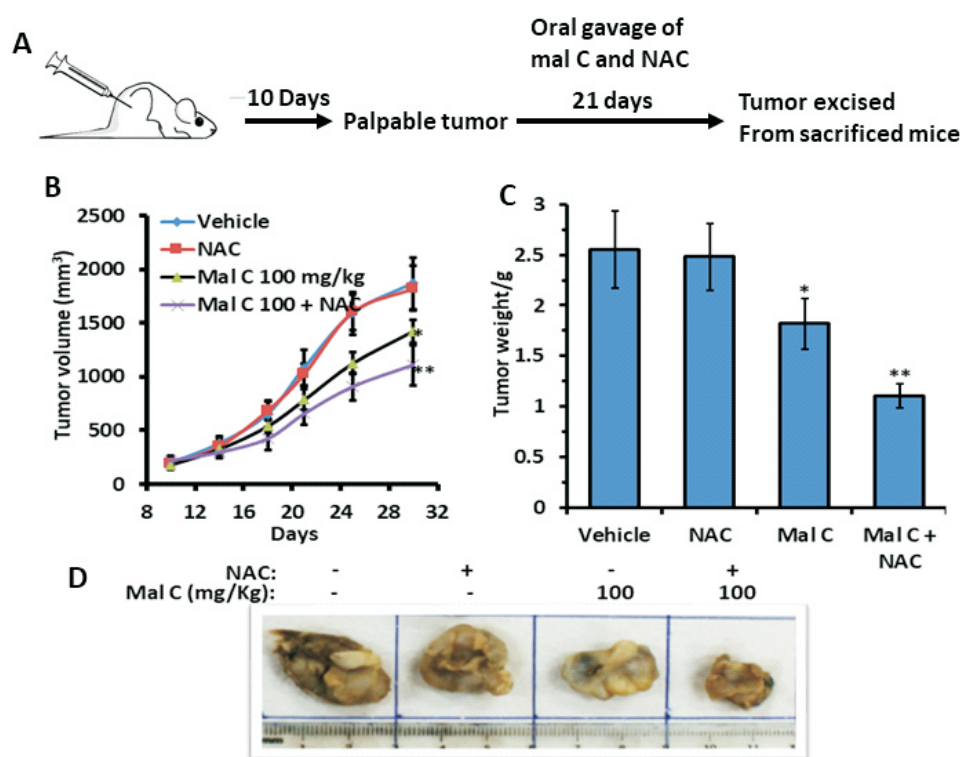 A
10 Days
Palpable tumor
Oral gavage of
mal C and NAC
21 days
Tumor excised
From sacrificed mice
B
Vehicle
NAC
Mal C 100 mg/kg
Mal C 100 + NAC
Tumor volume (mm³)
2500
2000
1500
1000
500
0
*
**
8 12 16 20 24 28 32
Days
C
Tumor weight/g
3
2.5
2
1.5
1
0.5
0
*
**
Vehicle NAC Mal C Mal C +
NAC
D
NAC: - + - +
Mal C (mg/Kg): - - 100 100